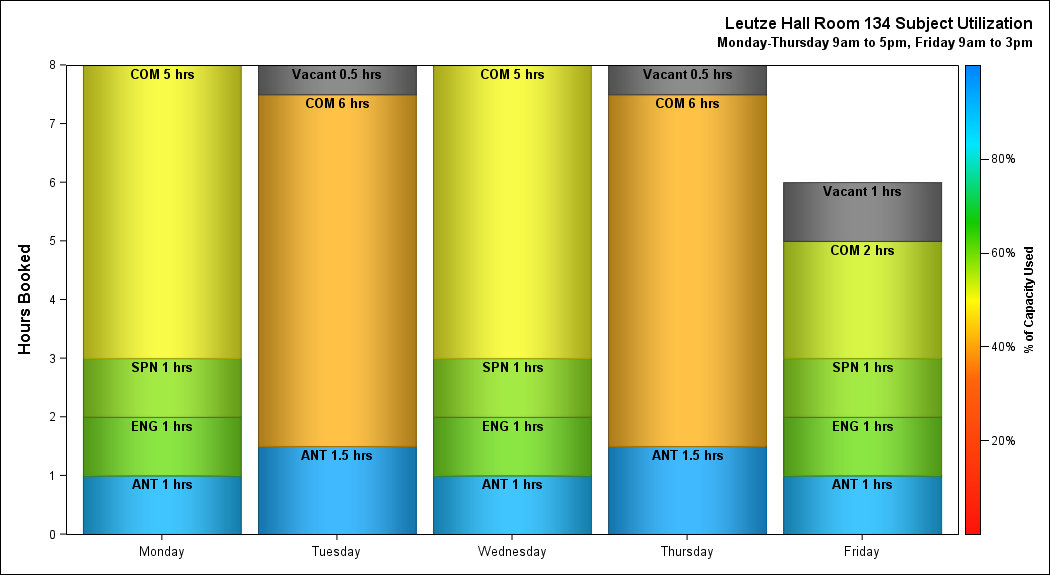 Leutze Hall Room 134 Subject Utilization
Monday-Thursday 9am to 5pm, Friday 9am to 3pm
Hours Booked
8
7
6
5
4
3
2
1
0
COM 5 hrs
SPN 1 hrs
ENG 1 hrs
ANT 1 hrs
Vacant 0.5 hrs
COM 6 hrs
ANT 1.5 hrs
COM 5 hrs
SPN 1 hrs
ENG 1 hrs
ANT 1 hrs
Vacant 0.5 hrs
COM 6 hrs
ANT 1.5 hrs
Vacant 1 hrs
COM 2 hrs
SPN 1 hrs
ENG 1 hrs
ANT 1 hrs
Monday
Tuesday
Wednesday
Thursday
Friday
80%
60%
40%
20%
% of Capacity Used